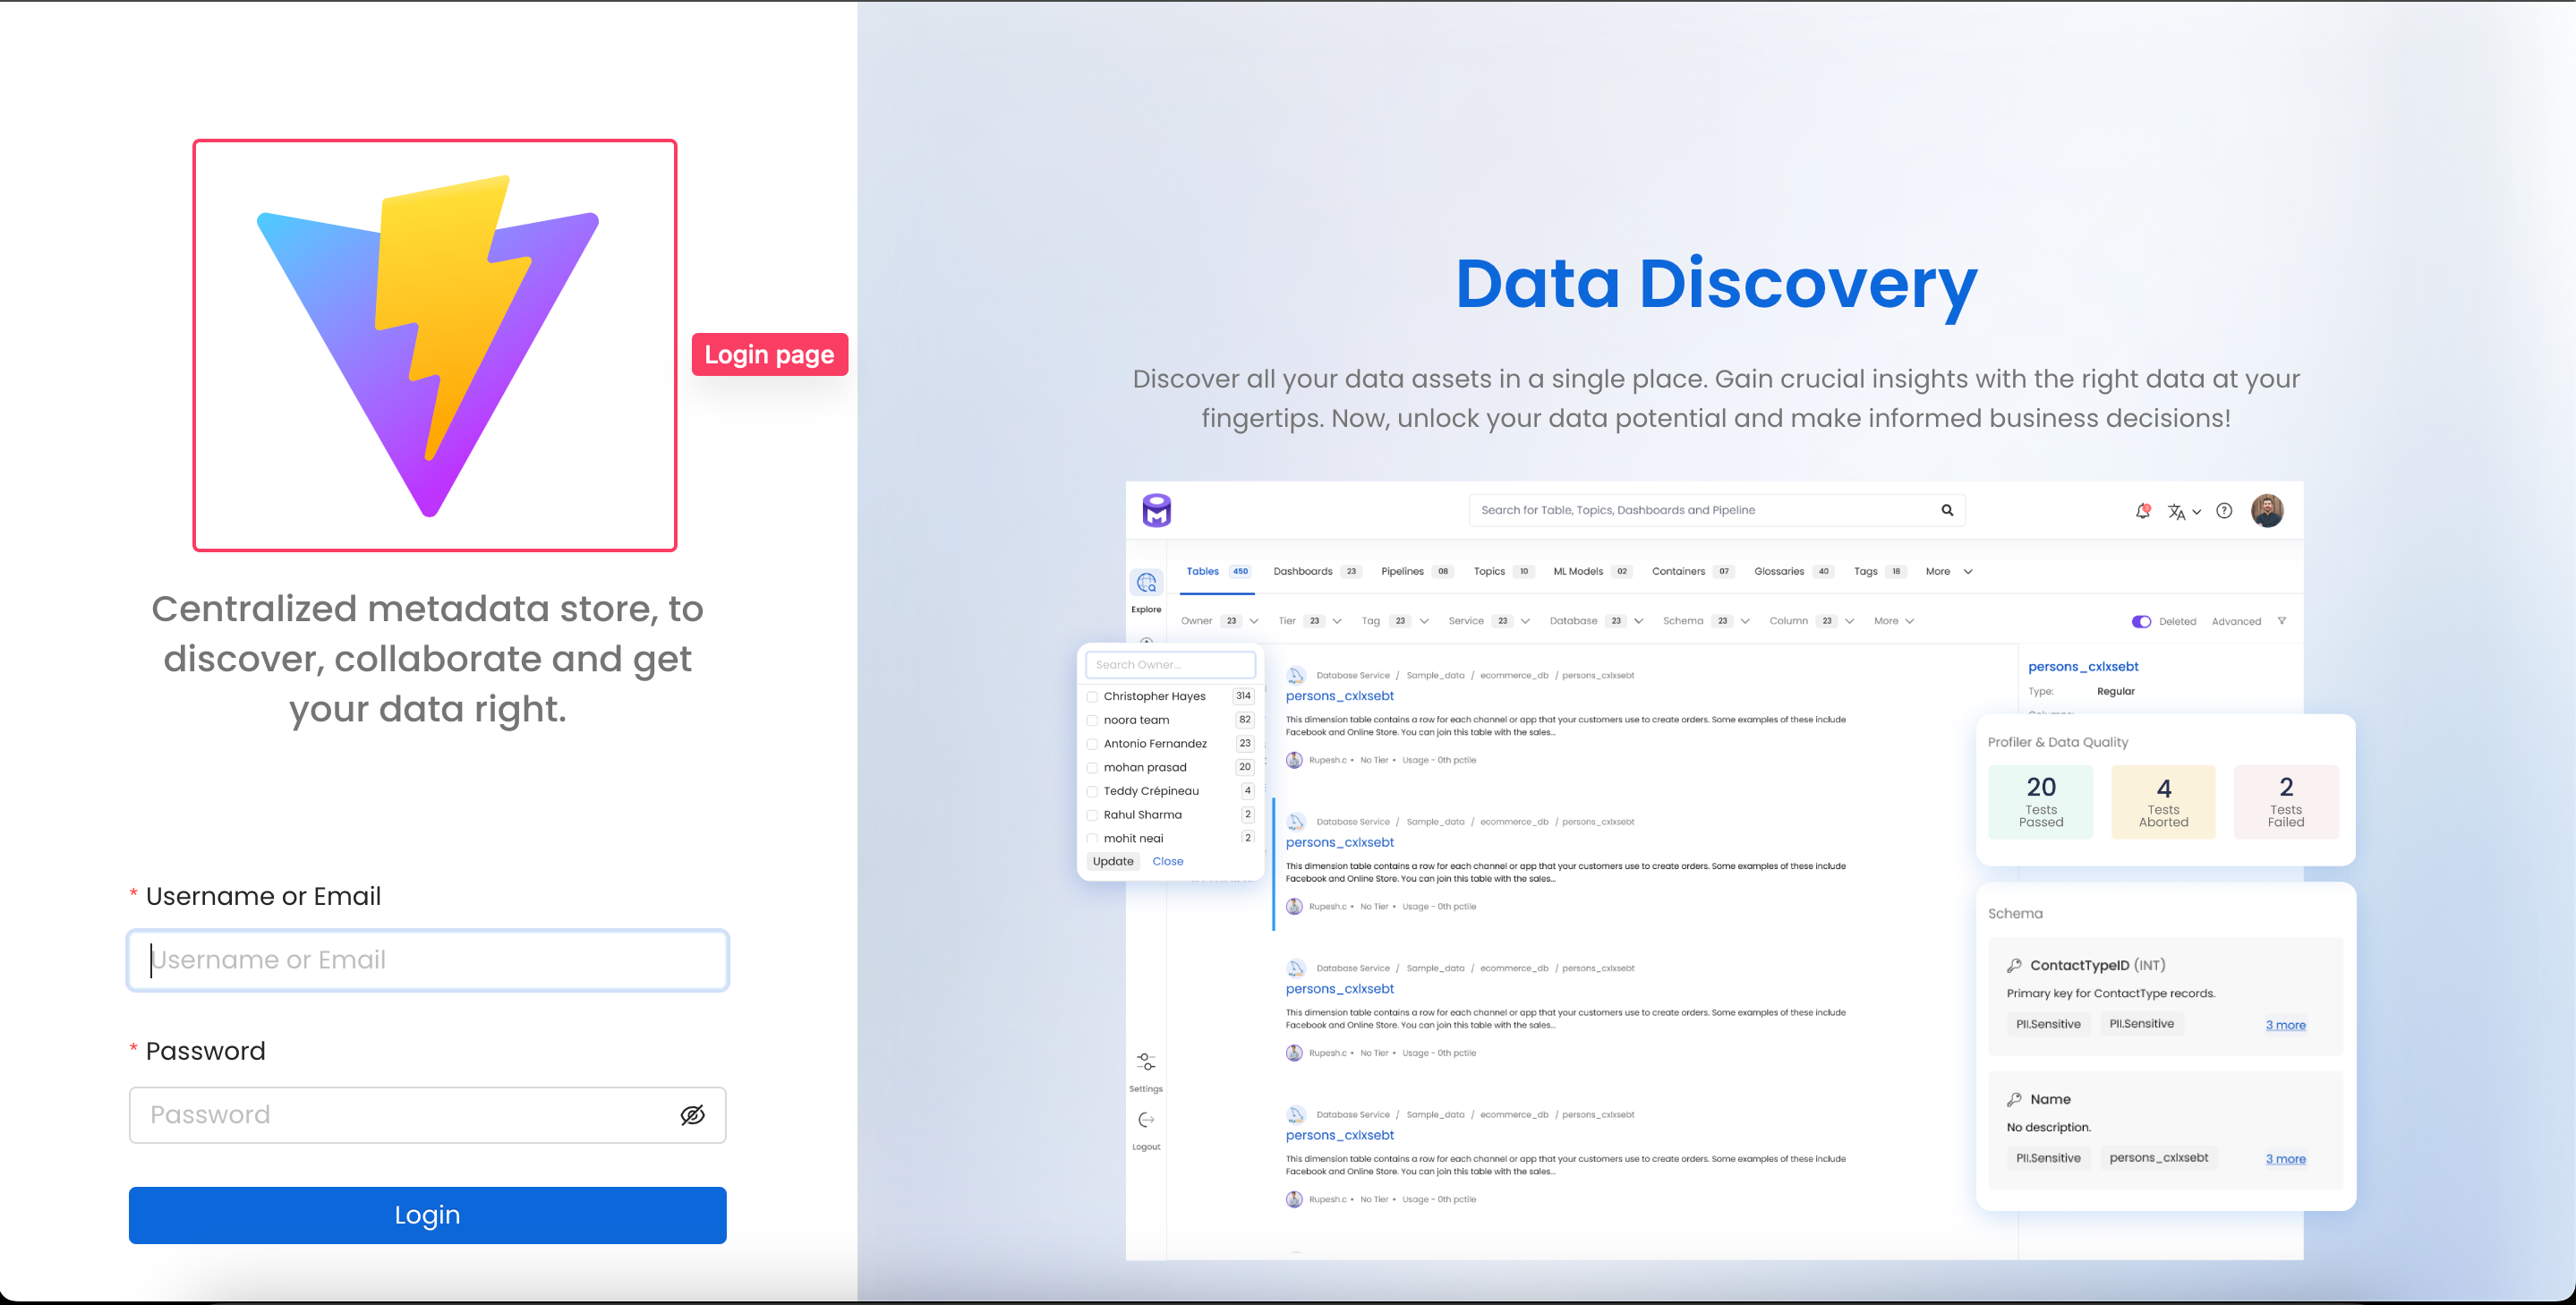 Login page
Centralized metadata store, to
discover, collaborate and get
your data right.
* Username or Email
Username or Email
* Password
Password
Login
Data Discovery
Discover all your data assets in a single place. Gain crucial insights with the right data at your
fingertips. Now, unlock your data potential and make informed business decisions!
Search for Table, Topics, Dashboards and Pipeline
Explore
Tables 450 Dashboards 23 Pipelines 08 Topics 10 ML Models 02 Containers 07 Glossaries 40 Tags 18 More
Owner 23 Tier 23 Tag 23 Service 23 Database 23 Schema 23 Column 23 More Deleted Advanced
Search Owner...
Christopher Hayes 314
noora team 82
Antonio Fernandez 23
mohan prasad 20
Teddy Crépineau 4
Rahul Sharma 2
mohit negi 2
Update Close
Settings
Logout
Database Service / Sample_data / ecommerce_db / persons_cxlxsebt
persons_cxlxsebt
This dimension table contains a row for each channel or app that your customers use to create orders. Some examples of these include
Facebook and Online Store. You can join this table with the sales...
Rupesh.c • No Tier • Usage - 0th pctile
Database Service / Sample_data / ecommerce_db / persons_cxlxsebt
persons_cxlxsebt
This dimension table contains a row for each channel or app that your customers use to create orders. Some examples of these include
Facebook and Online Store. You can join this table with the sales...
Rupesh.c • No Tier • Usage - 0th pctile
Database Service / Sample_data / ecommerce_db / persons_cxlxsebt
persons_cxlxsebt
This dimension table contains a row for each channel or app that your customers use to create orders. Some examples of these include
Facebook and Online Store. You can join this table with the sales...
Rupesh.c • No Tier • Usage - 0th pctile
Database Service / Sample_data / ecommerce_db / persons_cxlxsebt
persons_cxlxsebt
This dimension table contains a row for each channel or app that your customers use to create orders. Some examples of these include
Facebook and Online Store. You can join this table with the sales...
Rupesh.c • No Tier • Usage - 0th pctile
persons_cxlxsebt
Type: Regular
Profiler & Data Quality
20 4 2
Tests Tests Tests
Passed Aborted Failed
Schema
ContactTypeID (INT)
Primary key for ContactType records.
PII.Sensitive PII.Sensitive 3 more
Name
No description.
PII.Sensitive persons_cxlxsebt 3 more